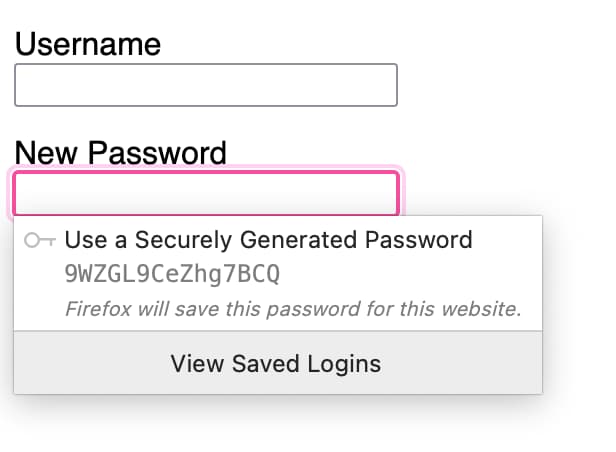 Username
New Password
Use a Securely Generated Password
9WZGL9CeZhg7BCQ
Firefox will save this password for this website.
View Saved Logins